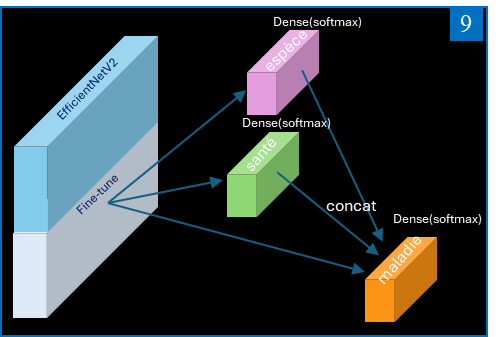 9
Dense(softmax)
espèce
EfficientNetV2
Dense(softmax)
santé
Fine-tune
concat
Dense(softmax)
maladie